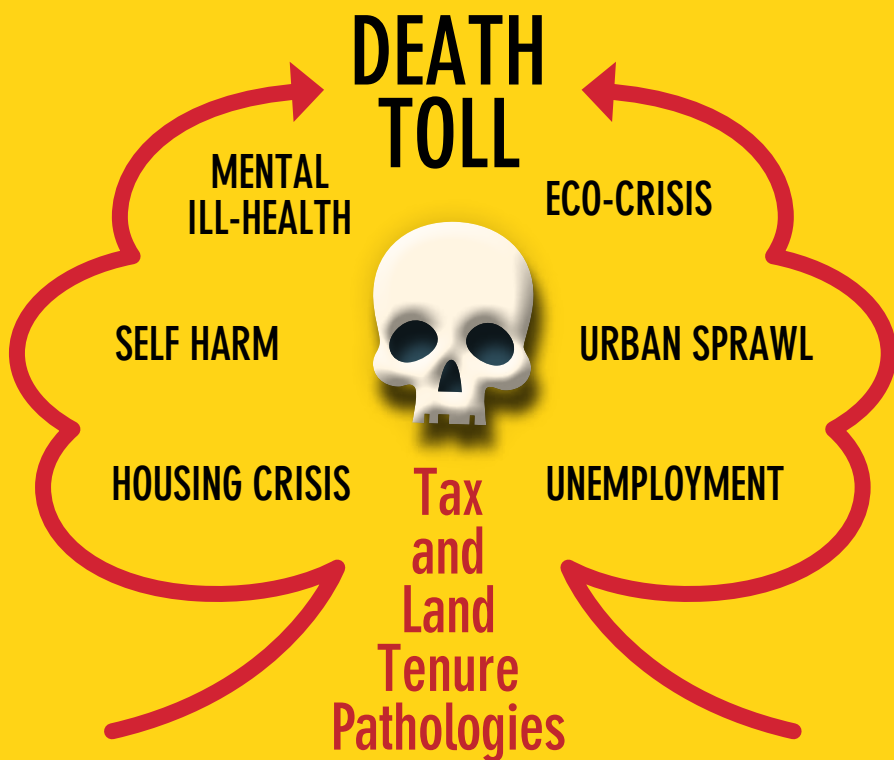 DEATH
TOLL
MENTAL
ILL-HEALTH
ECO-CRISIS
SELF HARM
URBAN SPRAWL
HOUSING CRISIS
UNEMPLOYMENT
Tax
and
Land
Tenure
Pathologies